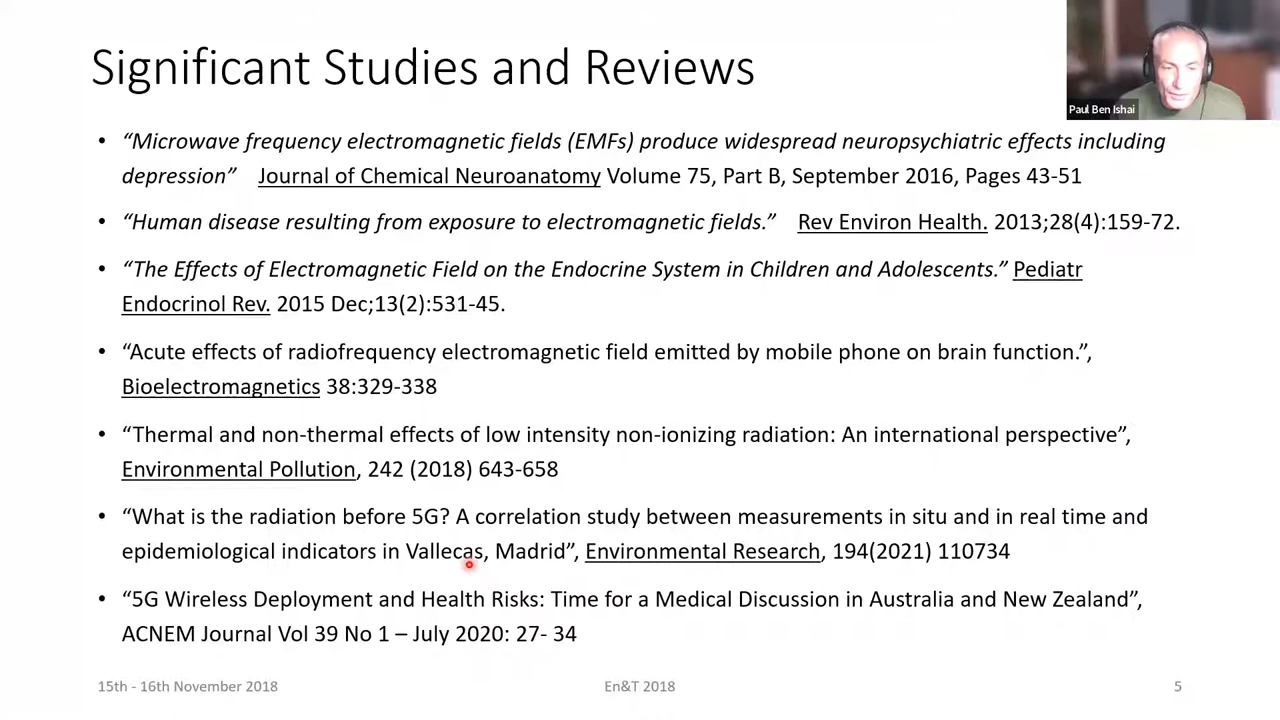 Significant Studies and Reviews
Paul Ben Ishai
• “Microwave frequency electromagnetic fields (EMFs) produce widespread neuropsychiatric effects including
depression” Journal of Chemical Neuroanatomy Volume 75, Part B, September 2016, Pages 43-51
• “Human disease resulting from exposure to electromagnetic fields.” Rev Environ Health. 2013;28(4):159-72.
• “The Effects of Electromagnetic Field on the Endocrine System in Children and Adolescents.” Pediatr
Endocrinol Rev. 2015 Dec;13(2):531-45.
• “Acute effects of radiofrequency electromagnetic field emitted by mobile phone on brain function.”,
Bioelectromagnetics 38:329-338
• “Thermal and non-thermal effects of low intensity non-ionizing radiation: An international perspective”,
Environmental Pollution, 242 (2018) 643-658
• “What is the radiation before 5G? A correlation study between measurements in situ and in real time and
epidemiological indicators in Vallecas, Madrid”, Environmental Research, 194(2021) 110734
• “5G Wireless Deployment and Health Risks: Time for a Medical Discussion in Australia and New Zealand”,
ACNEM Journal Vol 39 No 1 – July 2020: 27- 34
15th - 16th November 2018
En&T 2018
5